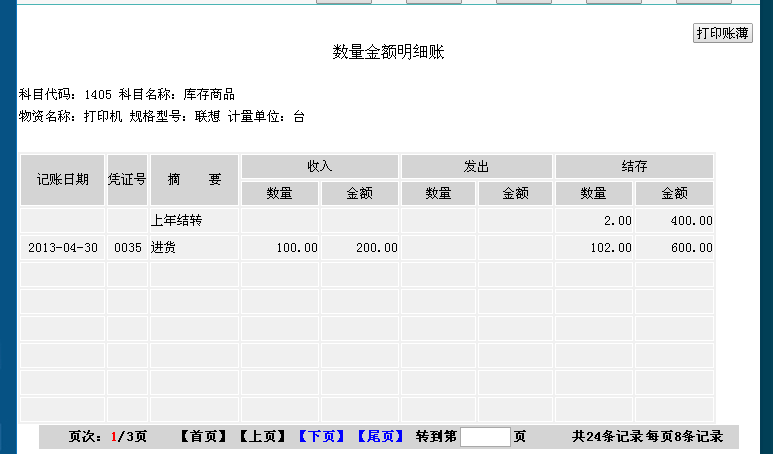 打印账薄
数量金额明细账
科目代码：1405 科目名称：库存商品
物资名称：打印机 规格型号：联想 计量单位：台
记账日期 凭证号 摘 要 收入 发出 结存
数量 金额 数量 金额 数量 金额
上年结转 2.00 400.00
2013-04-30 0035 进货 100.00 200.00 102.00 600.00
页次：1/3页 【首页】【上页】【下页】【尾页】 转到第 页 共24条记录 每页8条记录